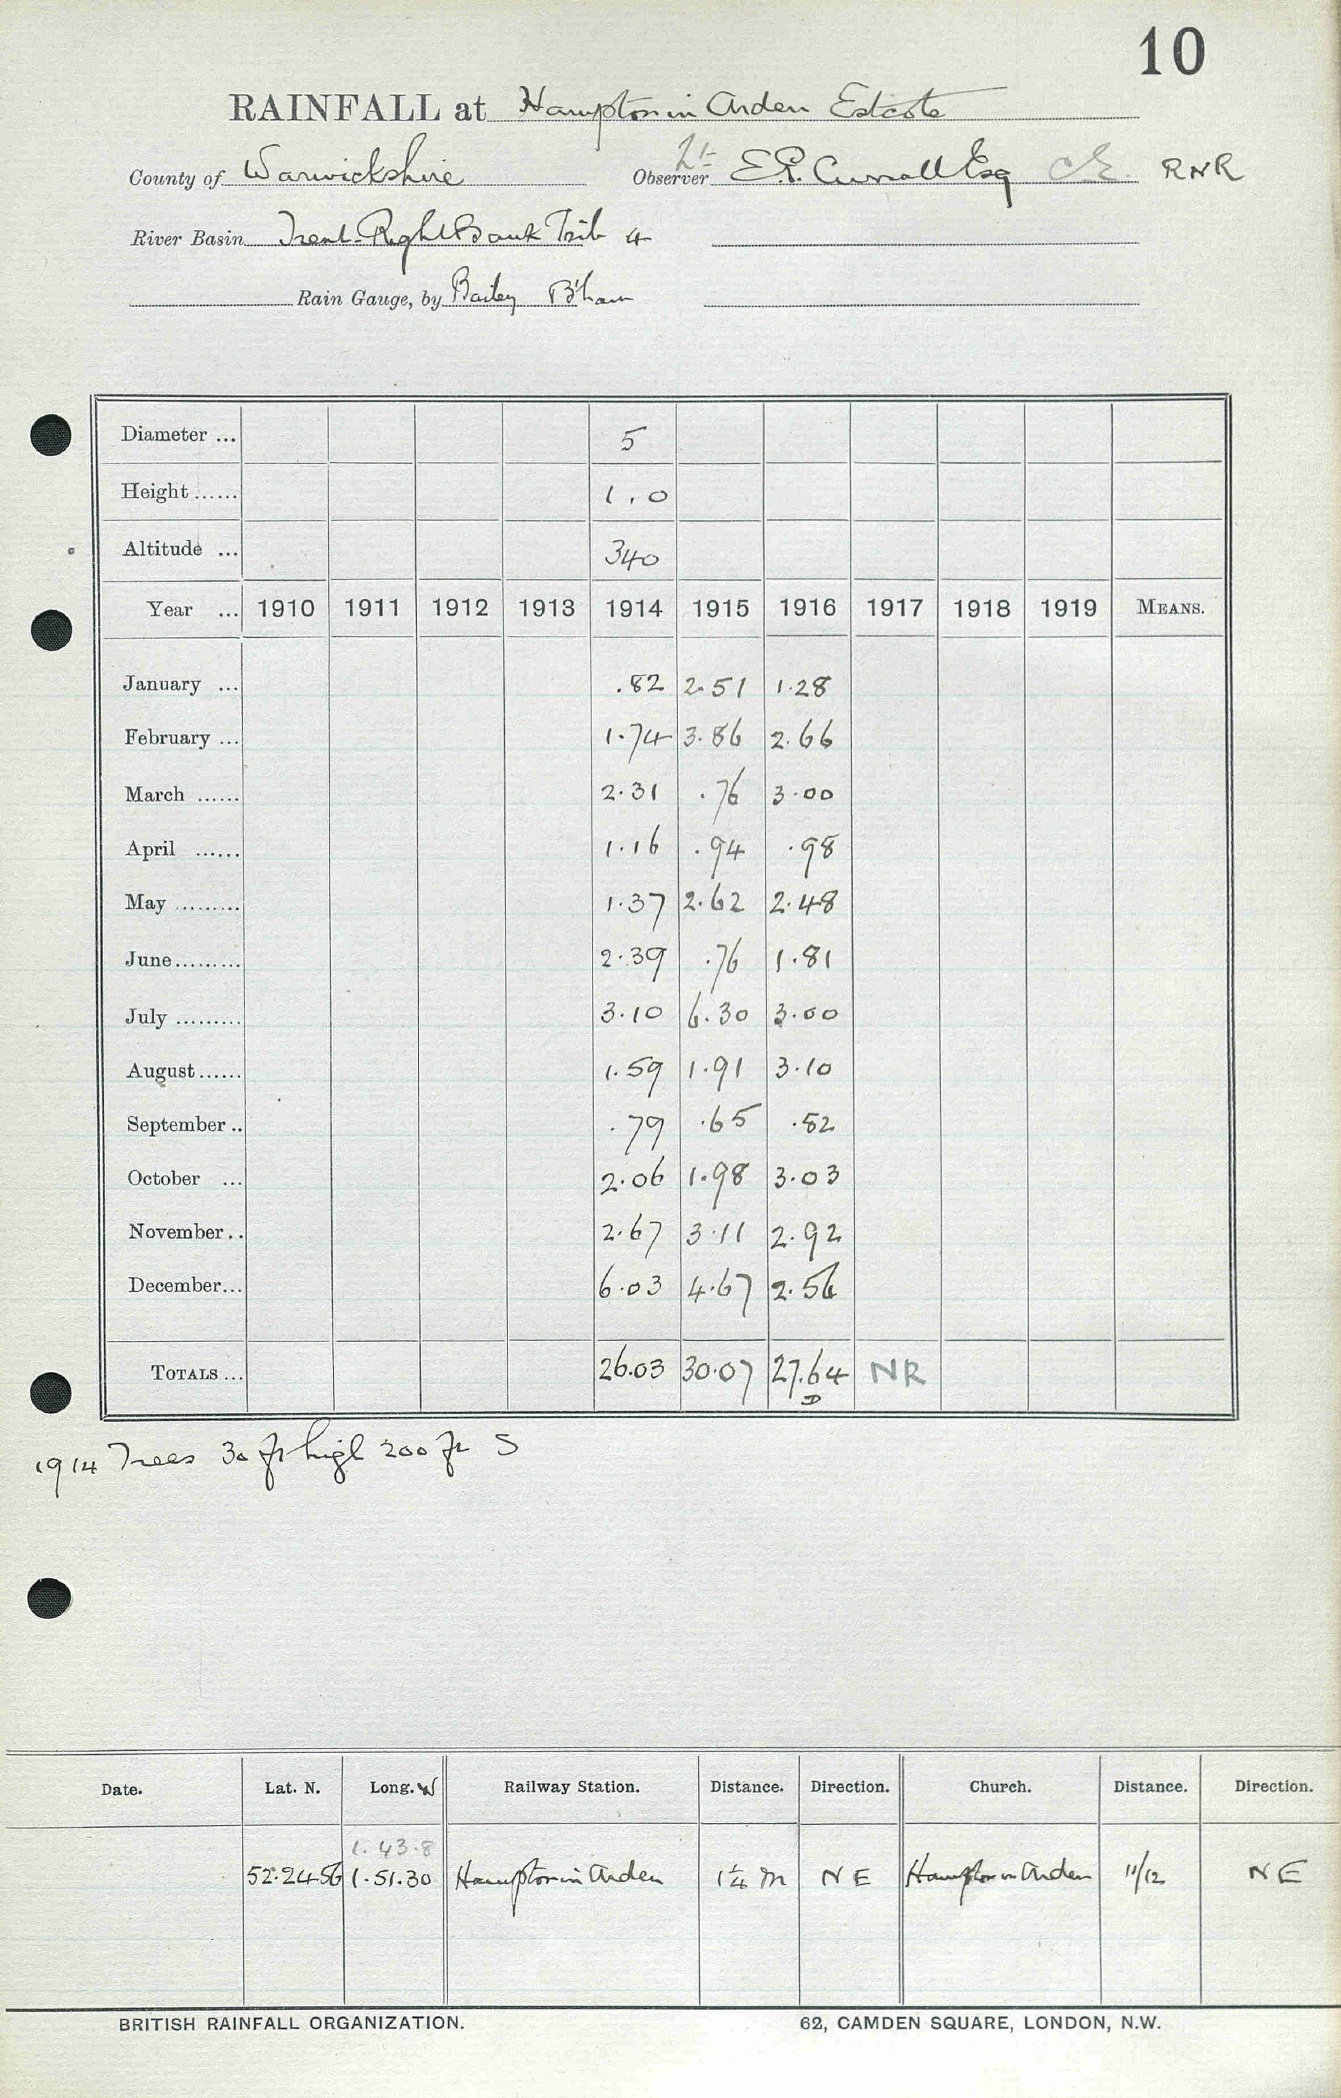 10
RAINFALL at Hampton in Arden Estcote
County of Warwickshire Observer Lt E.P. Currall Esq RNR
River Basin Trent-Right Bank Trib 4
Rain Gauge, by Bailey B'ham
Diameter ... 5
Height ...... 1.0
Altitude ... 340
Year ... 1910 1911 1912 1913 1914 1915 1916 1917 1918 1919 MEANS.
January ... .82 2.51 1.28
February ... 1.74 3.86 2.66
March ...... 2.31 .76 3.00
April ...... 1.16 .94 .98
May ......... 1.37 2.62 2.48
June......... 2.39 .76 1.81
July ......... 3.10 6.30 3.00
August...... 1.59 1.91 3.10
September .. .79 .65 .82
October ... 2.06 1.98 3.03
November.. 2.67 3.11 2.92
December... 6.03 4.67 2.56
TOTALS ... 26.03 30.07 27.64 NR
D
1914 Trees 30 ft high 200 ft S
Date. Lat. N. Long. W Railway Station. Distance. Direction. Church. Distance. Direction.
1.43.8
52.24.56 1.51.30 Hampton in Arden 1¼ m N E Hampton in Arden 11/12 N E
BRITISH RAINFALL ORGANIZATION. 62, CAMDEN SQUARE, LONDON, N.W.